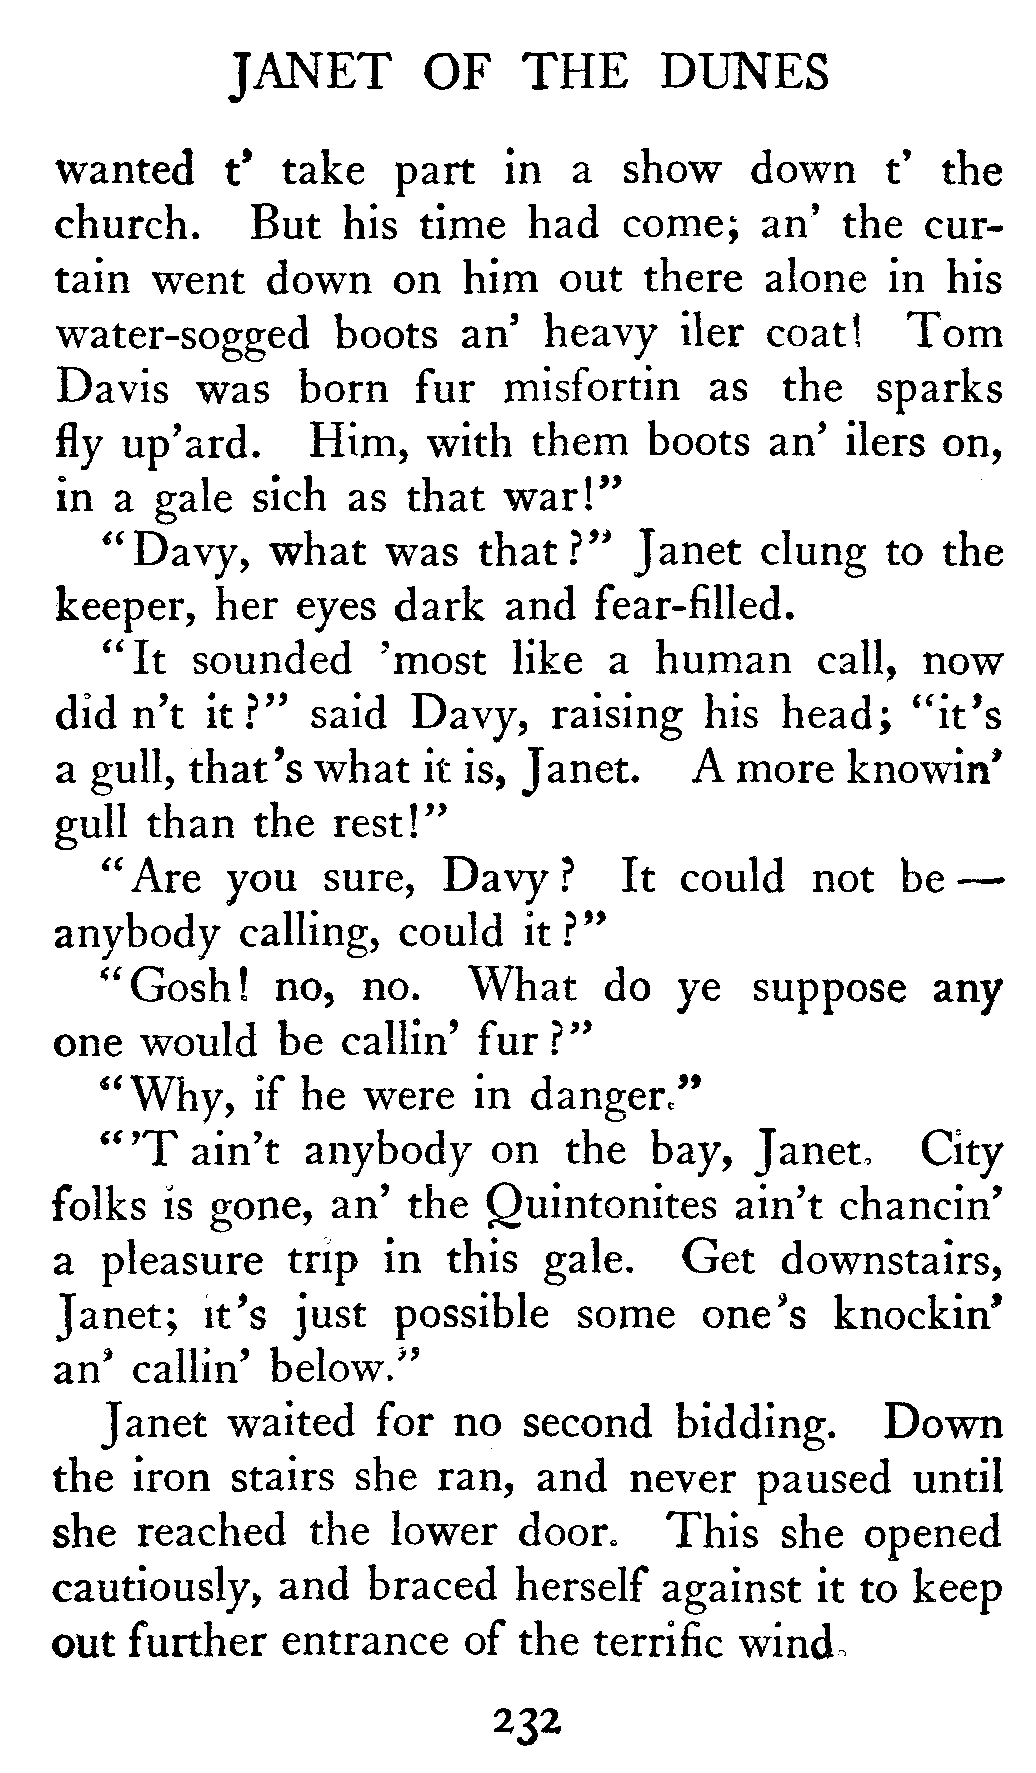 JANET OF THE DUNES
wanted t' take part in a show down t' the
church. But his time had come; an' the cur-
tain went down on him out there alone in his
water-sogged boots an' heavy iler coat! Tom
Davis was born fur misfortin as the sparks
fly up'ard. Him, with them boots an' ilers on,
in a gale sich as that war!"
"Davy, what was that?" Janet clung to the
keeper, her eyes dark and fear-filled.
"It sounded 'most like a human call, now
did n't it?" said Davy, raising his head; "it's
a gull, that's what it is, Janet. A more knowin'
gull than the rest!"
"Are you sure, Davy? It could not be —
anybody calling, could it?"
"Gosh! no, no. What do ye suppose any
one would be callin' fur?"
"Why, if he were in danger."
"'T ain't anybody on the bay, Janet. City
folks is gone, an' the Quintonites ain't chancin'
a pleasure trip in this gale. Get downstairs,
Janet; it's just possible some one's knockin'
an' callin' below."
Janet waited for no second bidding. Down
the iron stairs she ran, and never paused until
she reached the lower door. This she opened
cautiously, and braced herself against it to keep
out further entrance of the terrific wind.
232